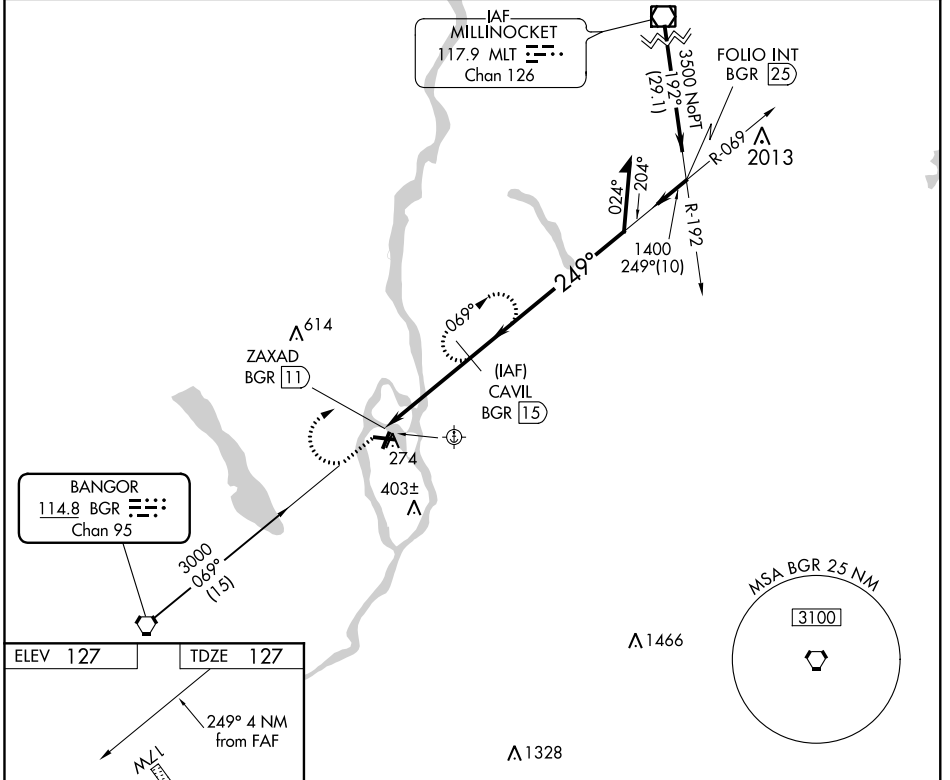 IAF
MILLINOCKET
117.9 MLT
Chan 126
3500 NoPT
192°
(29.1)
FOLIO INT
BGR 25
R-069
2013
024°
204°
R-192
1400
249°(10)
249°
069°
614
ZAXAD
BGR 11
(IAF)
CAVIL
BGR 15
274
403±
BANGOR
114.8 BGR
Chan 95
3000
069°
(15)
MSA BGR 25 NM
3100
1466
1328
ELEV 127
TDZE 127
249° 4 NM
from FAF
17W